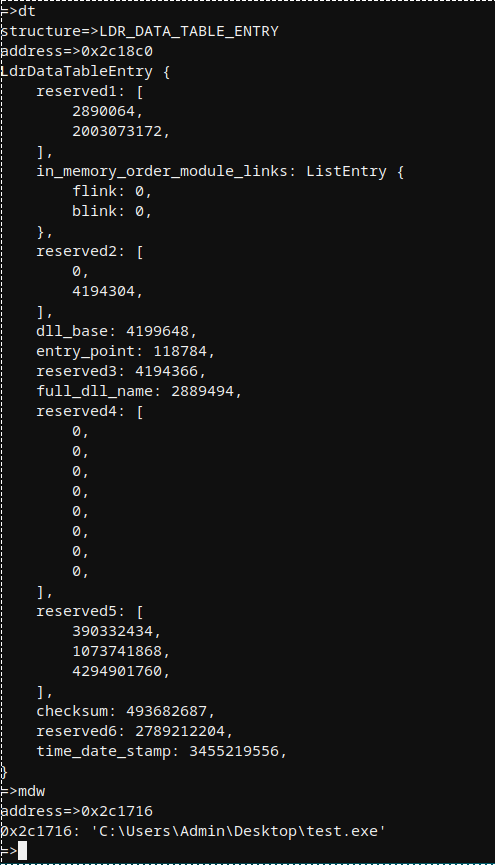 =>dt
structure=>LDR_DATA_TABLE_ENTRY
address=>0x2c18c0
LdrDataTableEntry {
    reserved1: [
        2890064,
        2003073172,
    ],
    in_memory_order_module_links: ListEntry {
        flink: 0,
        blink: 0,
    },
    reserved2: [
        0,
        4194304,
    ],
    dll_base: 4199648,
    entry_point: 118784,
    reserved3: 4194366,
    full_dll_name: 2889494,
    reserved4: [
        0,
        0,
        0,
        0,
        0,
        0,
        0,
        0,
    ],
    reserved5: [
        390332434,
        1073741868,
        4294901760,
    ],
    checksum: 493682687,
    reserved6: 2789212204,
    time_date_stamp: 3455219556,
}
=>mdw
address=>0x2c1716
0x2c1716: 'C:\Users\Admin\Desktop\test.exe'
=>